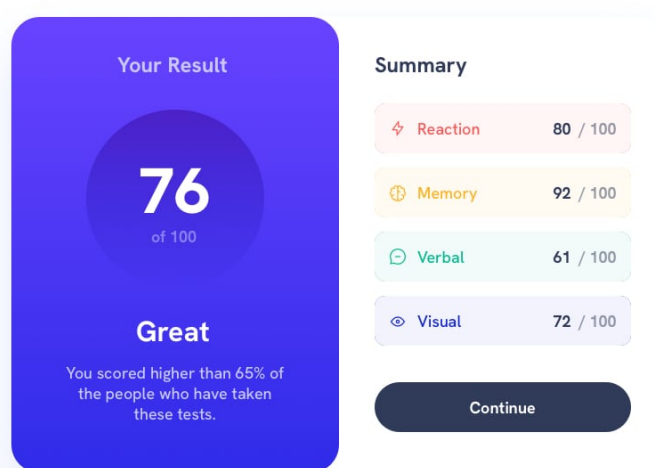 Your Result
76
of 100
Great
You scored higher than 65% of
the people who have taken
these tests.
Summary
Reaction 80 / 100
Memory 92 / 100
Verbal 61 / 100
Visual 72 / 100
Continue